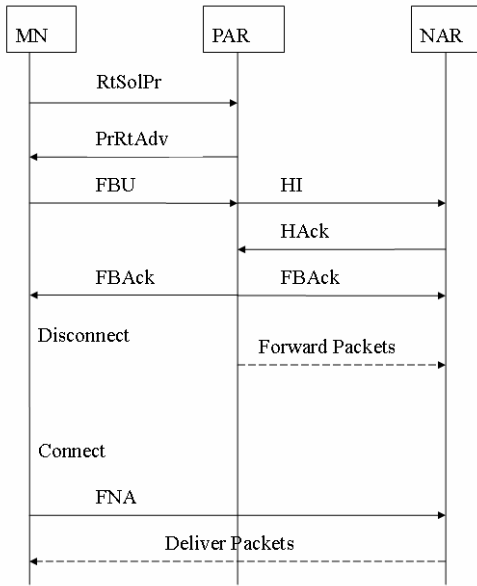 MN PAR NAR
RtSolPr
PrRtAdv
FBU HI
HAck
FBAck FBAck
Disconnect
Forward Packets
Connect
FNA
Deliver Packets